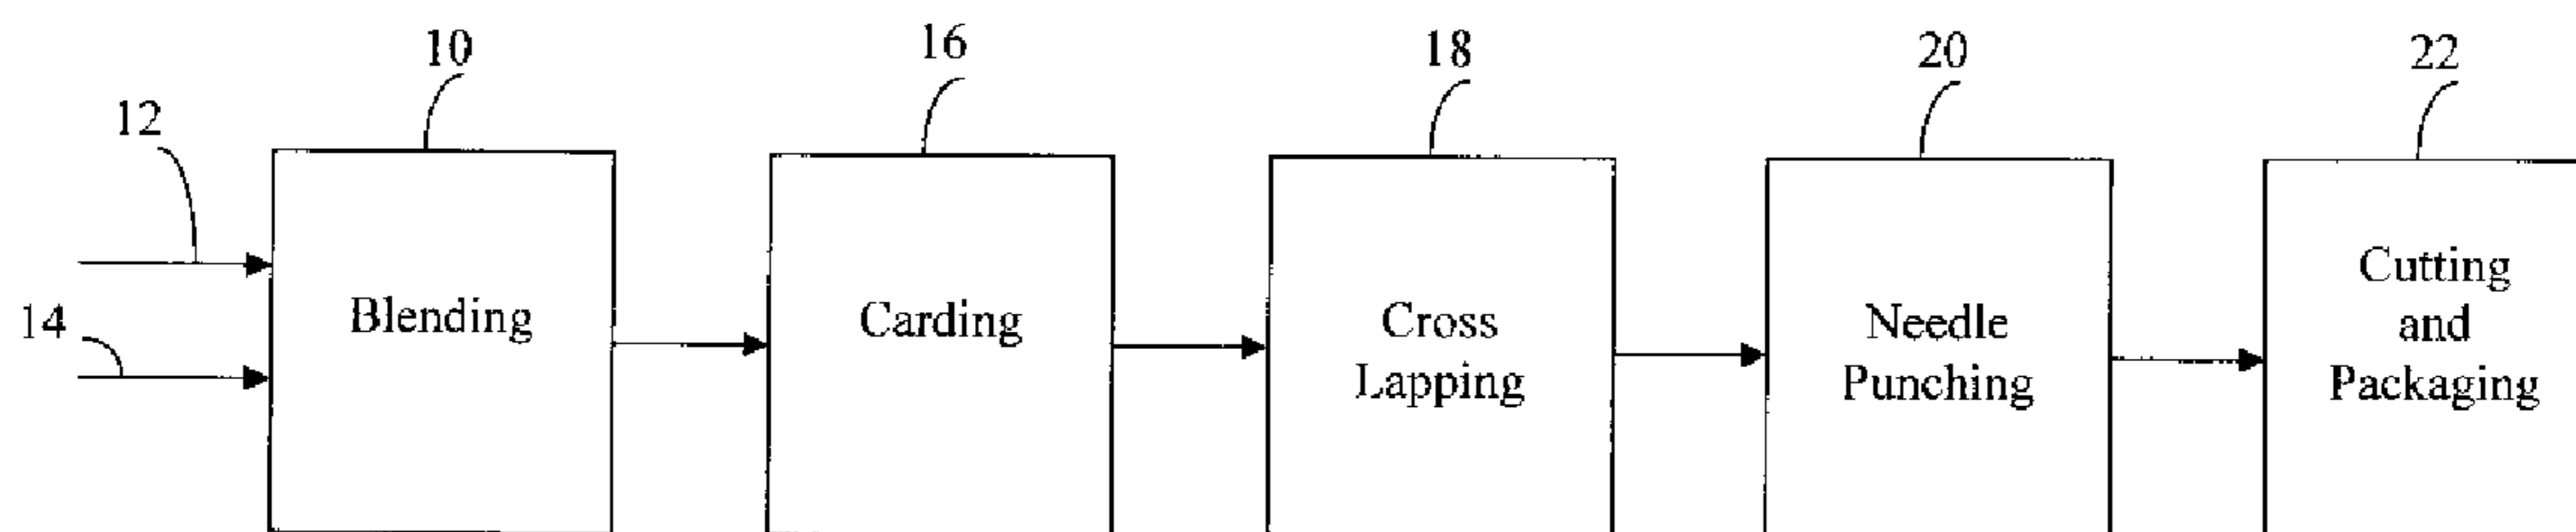 10
16
18
20
22
12
14
Blending
Carding
Cross
Lapping
Needle
Punching
Cutting
and
Packaging